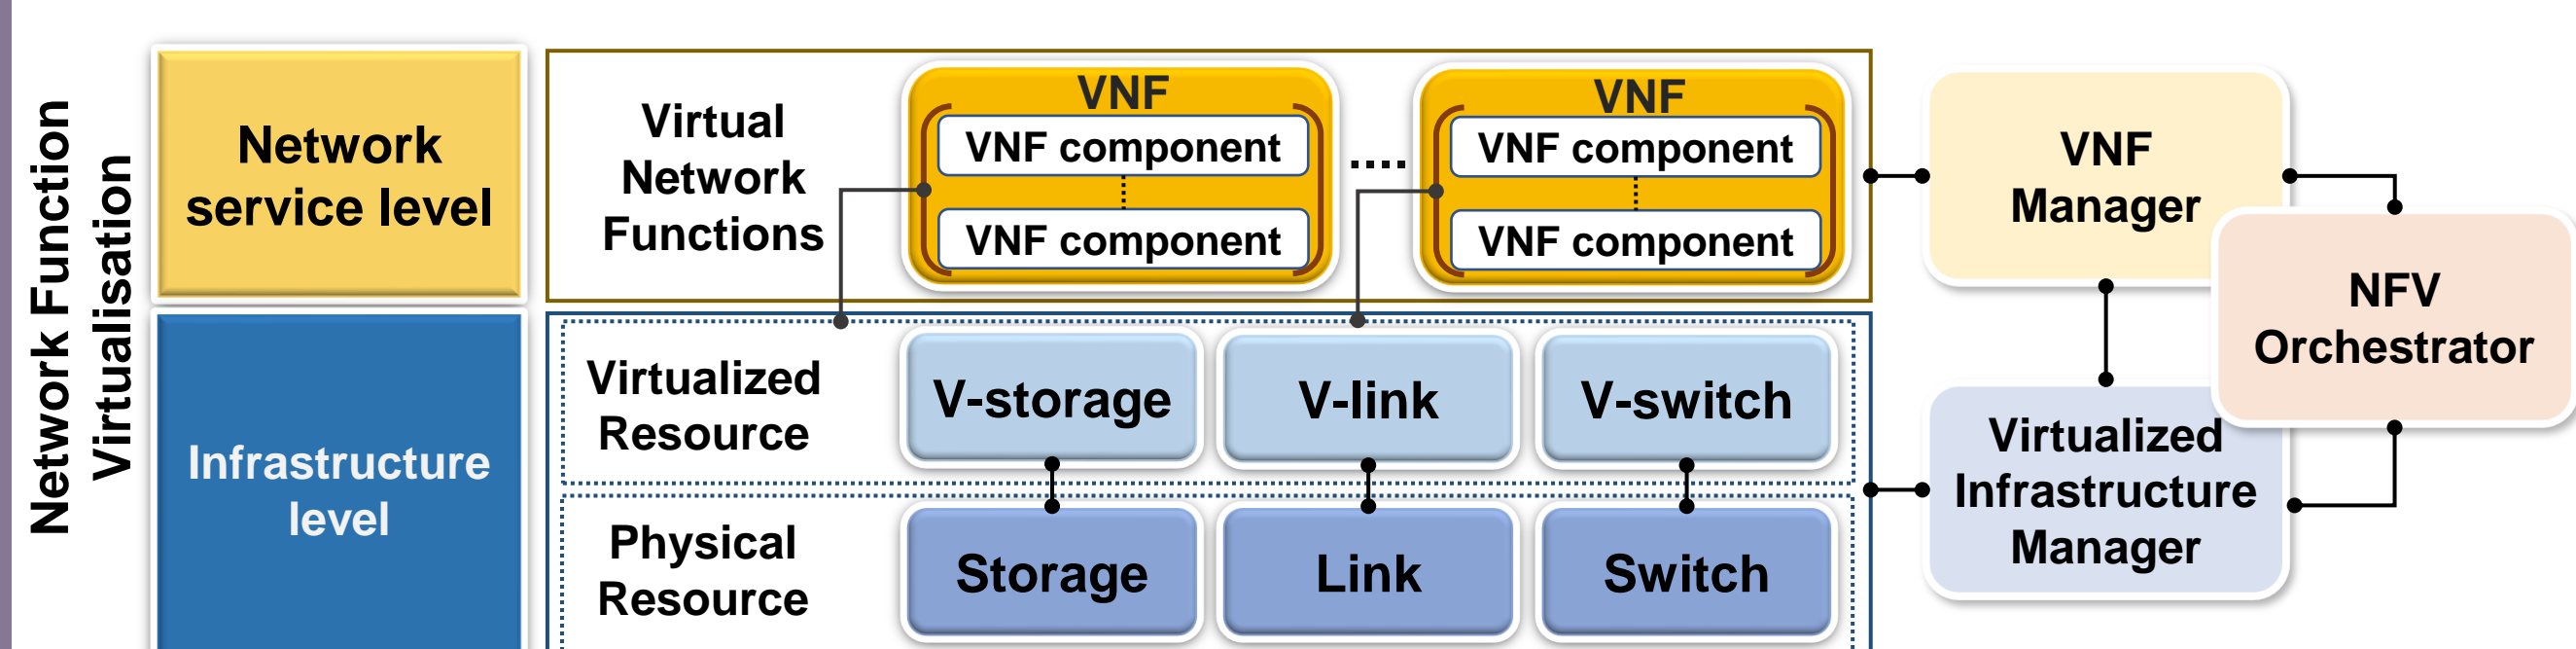 Network Function
Virtualisation
Network
service level
Virtual
Network
Functions
VNF
VNF component
VNF component
....
VNF
VNF component
VNF component
VNF
Manager
NFV
Orchestrator
Infrastructure
level
Virtualized
Resource
V-storage
V-link
V-switch
Virtualized
Infrastructure
Manager
Physical
Resource
Storage
Link
Switch